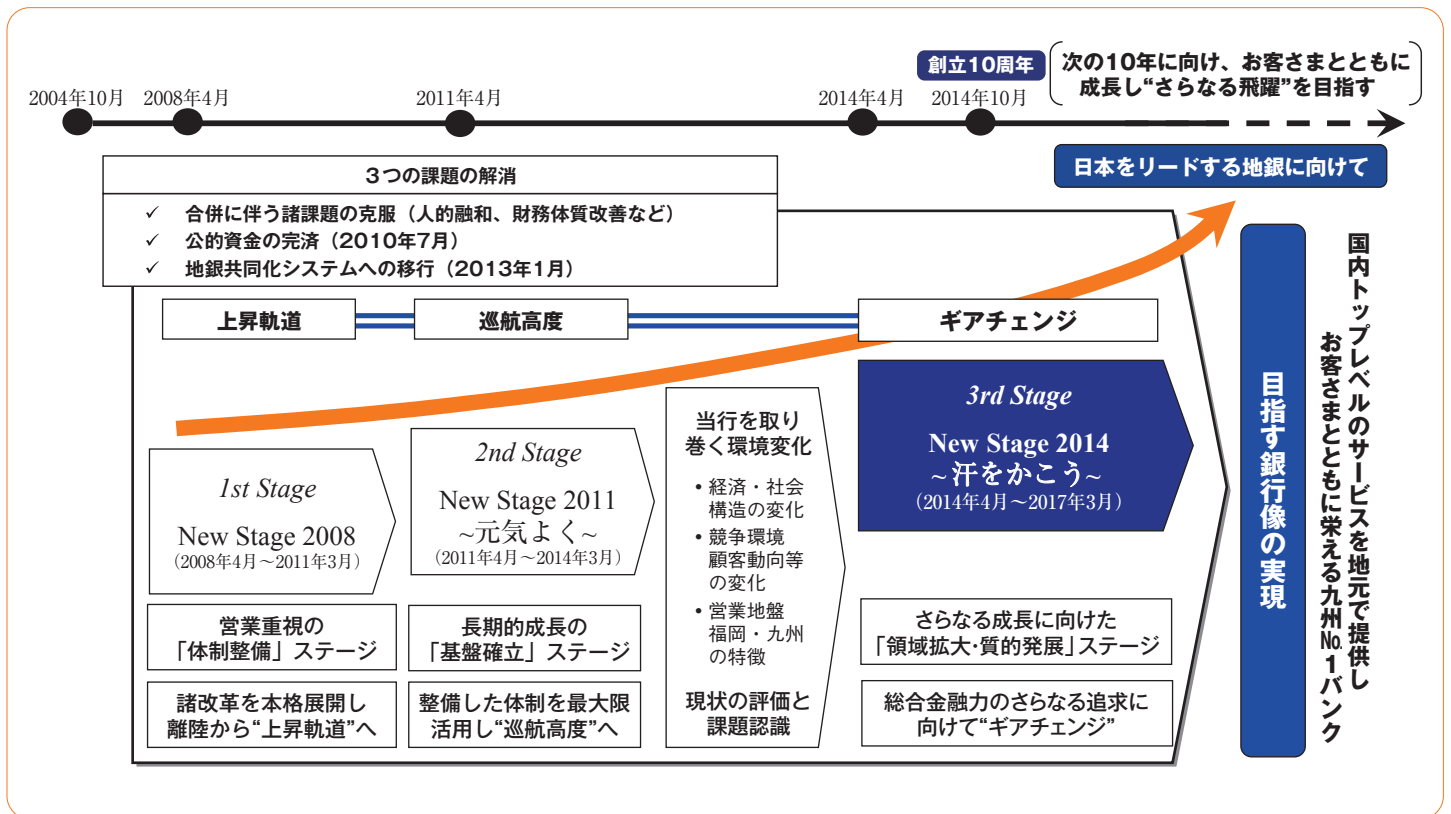 創立10周年
次の10年に向け、お客さまとともに
成長し“さらなる飛躍”を目指す
2004年10月
2008年4月
2011年4月
2014年4月
2014年10月
日本をリードする地銀に向けて
3つの課題の解消
✓ 合併に伴う諸課題の克服（人的融和、財務体質改善など）
✓ 公的資金の完済（2010年7月）
✓ 地銀共同化システムへの移行（2013年1月）
上昇軌道
巡航高度
ギアチェンジ
1st Stage
New Stage 2008
（2008年4月～2011年3月）
営業重視の
「体制整備」ステージ
諸改革を本格展開し
離陸から“上昇軌道”へ
2nd Stage
New Stage 2011
~元気よく~
（2011年4月～2014年3月）
長期的成長の
「基盤確立」ステージ
整備した体制を最大限
活用し“巡航高度”へ
当行を取り
巻く環境変化
• 経済・社会
構造の変化
• 競争環境
顧客動向等
の変化
• 営業地盤
福岡・九州
の特徴
現状の評価と
課題認識
3rd Stage
New Stage 2014
~汗をかこう~
（2014年4月～2017年3月）
さらなる成長に向けた
「領域拡大・質的発展」ステージ
総合金融力のさらなる追求に
向けて“ギアチェンジ”
目指す銀行像の実現
国内トップレベルのサービスを地元で提供し
お客さまとともに栄える九州No.1バンク